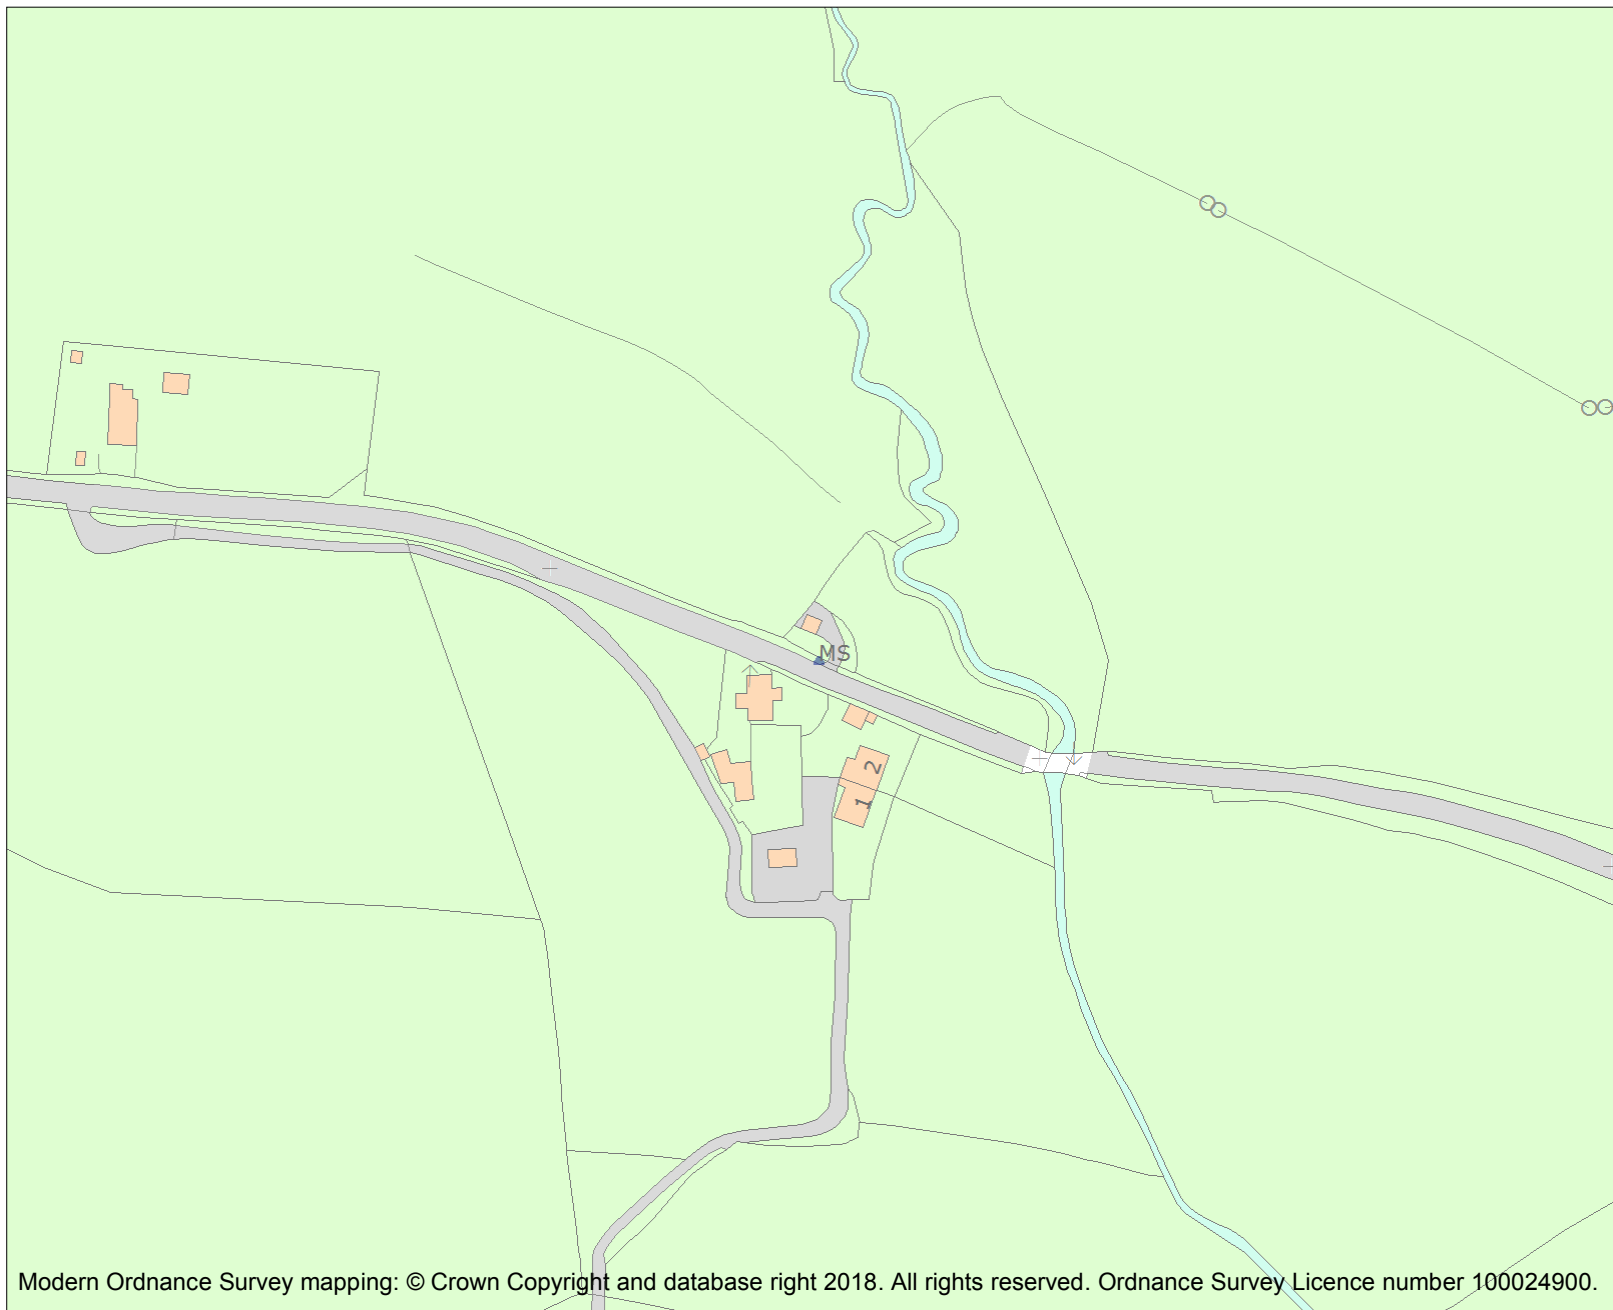 MS
2
1
Modern Ordnance Survey mapping: © Crown Copyright and database right 2018. All rights reserved. Ordnance Survey Licence number 100024900.